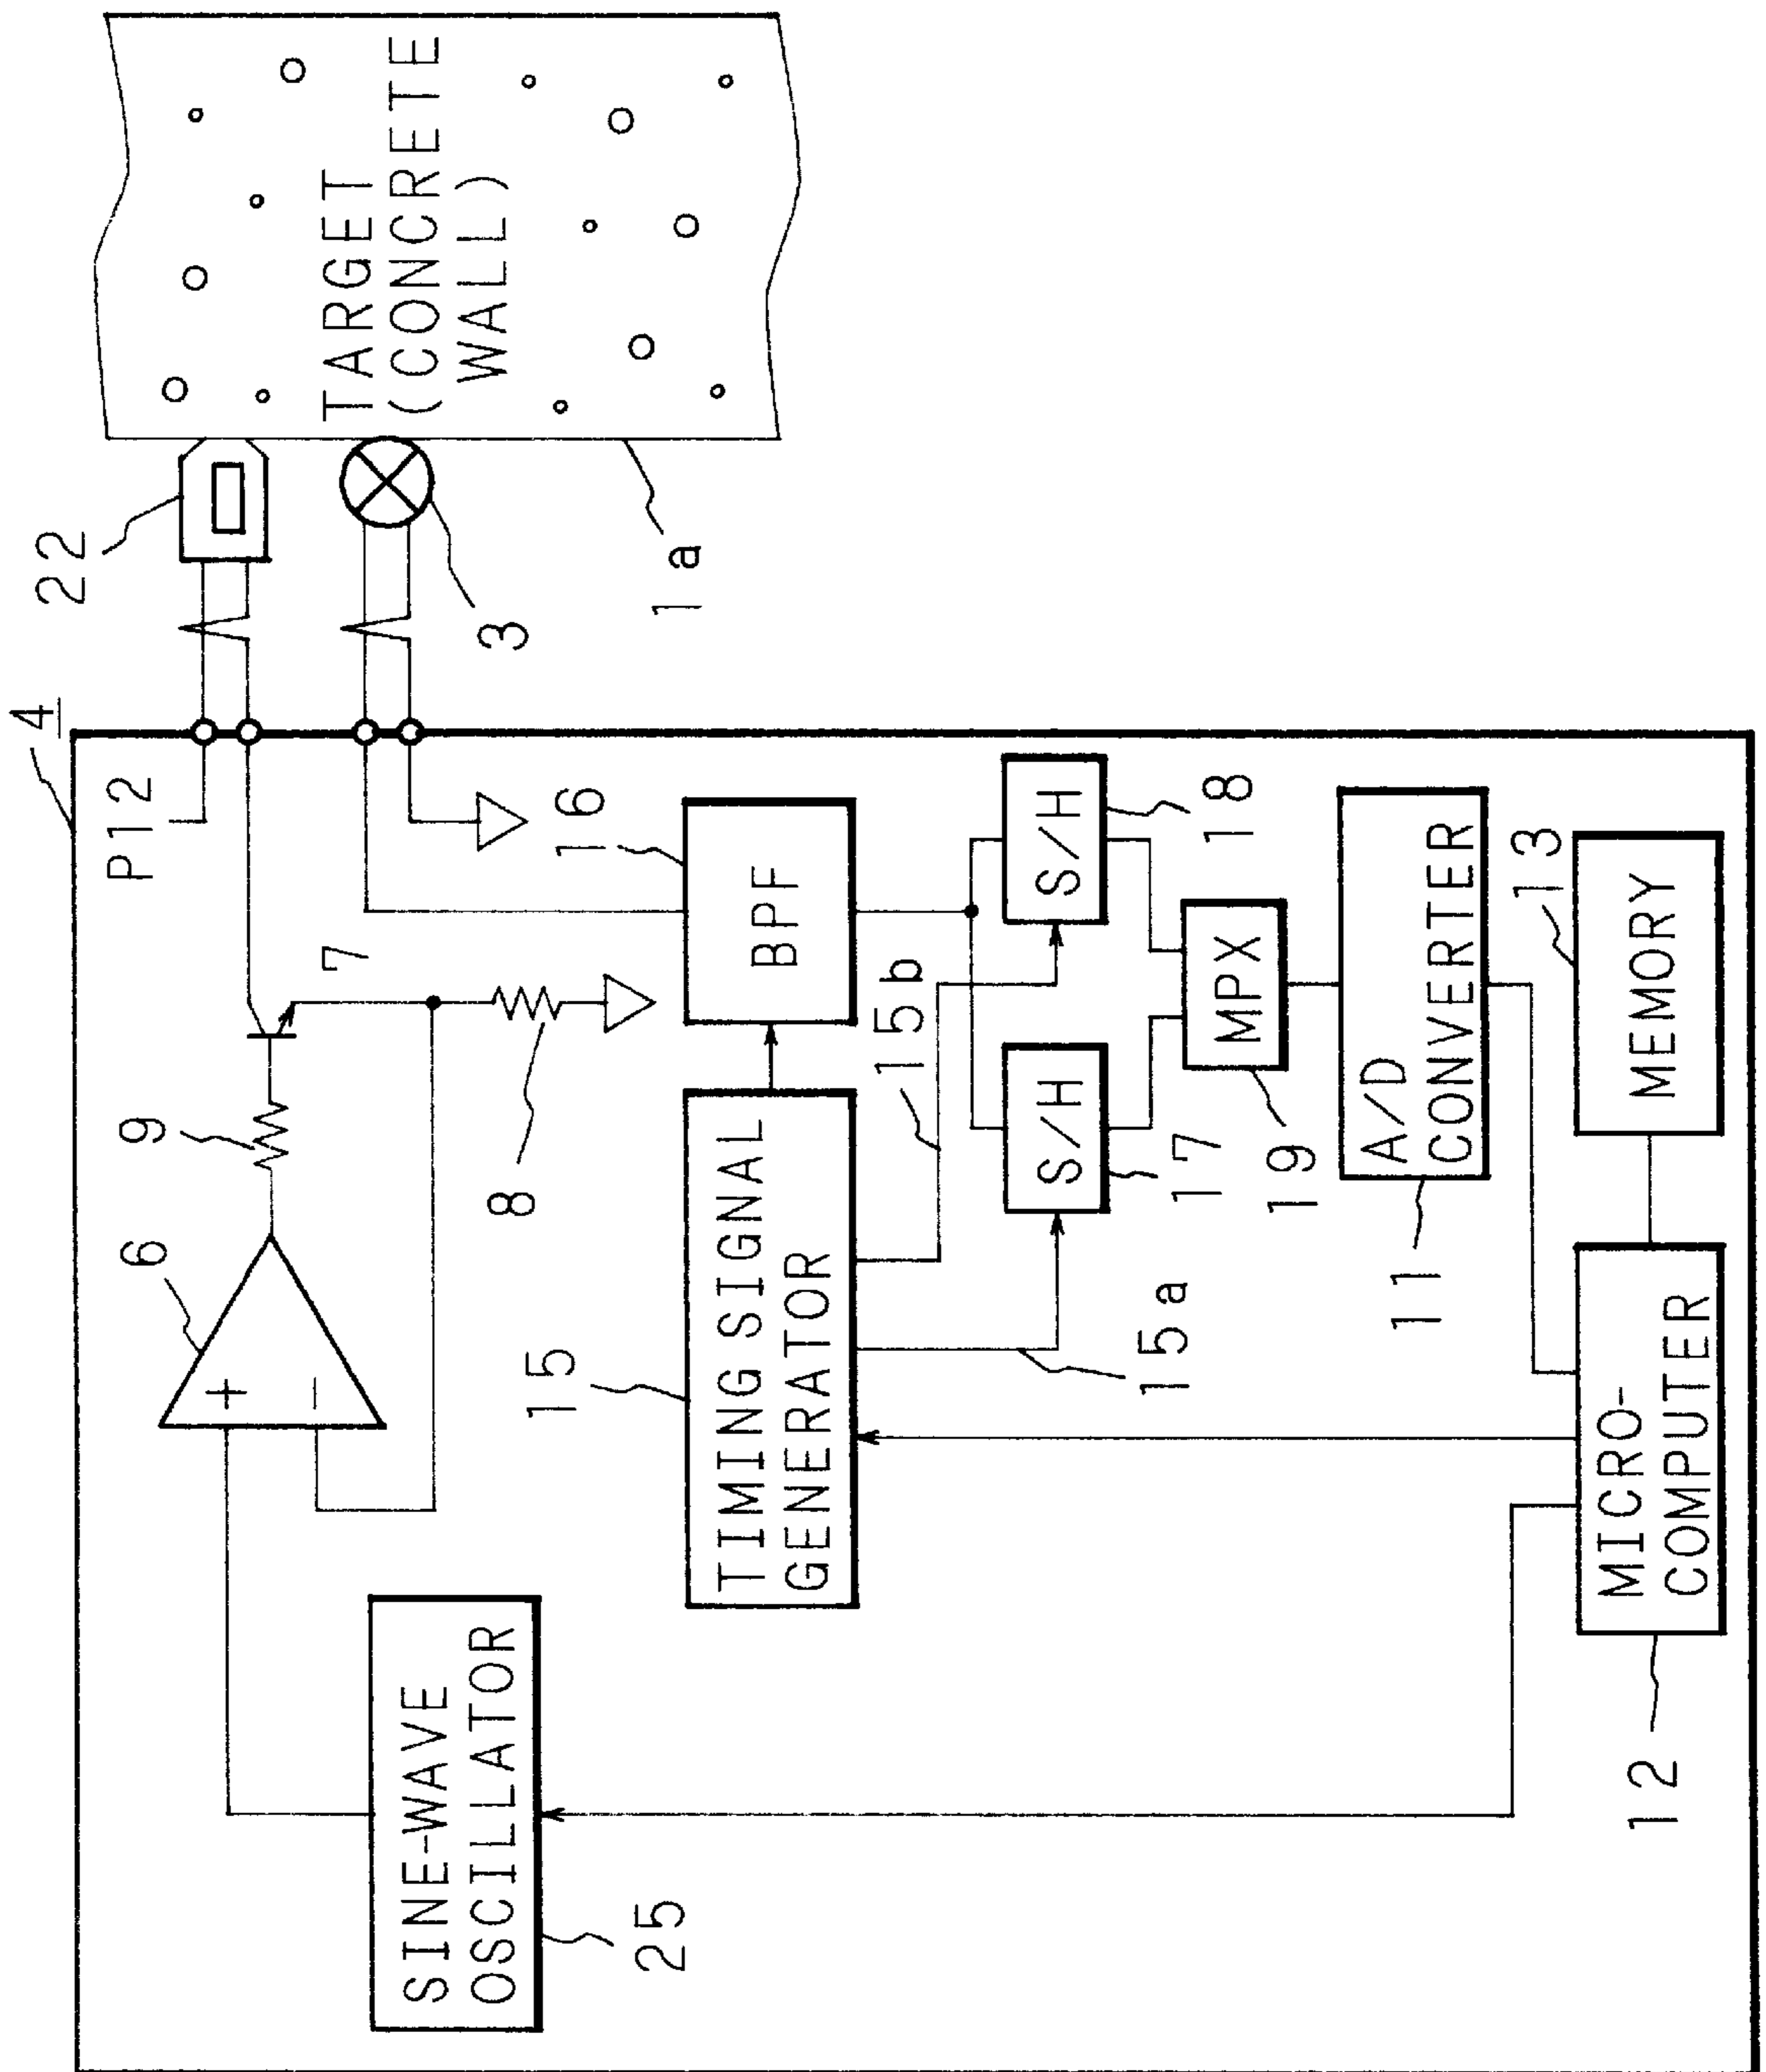 4
P12
22
TARGET
(CONCRETE
WALL)
3
1a
6
9
7
8
SINE-WAVE
OSCILLATOR
25
15
TIMING SIGNAL
GENERATOR
16
BPF
15b
15a
S/H
17
S/H
18
MPX
19
A/D
CONVERTER
11
MICRO-
COMPUTER
12
MEMORY
13
+
−